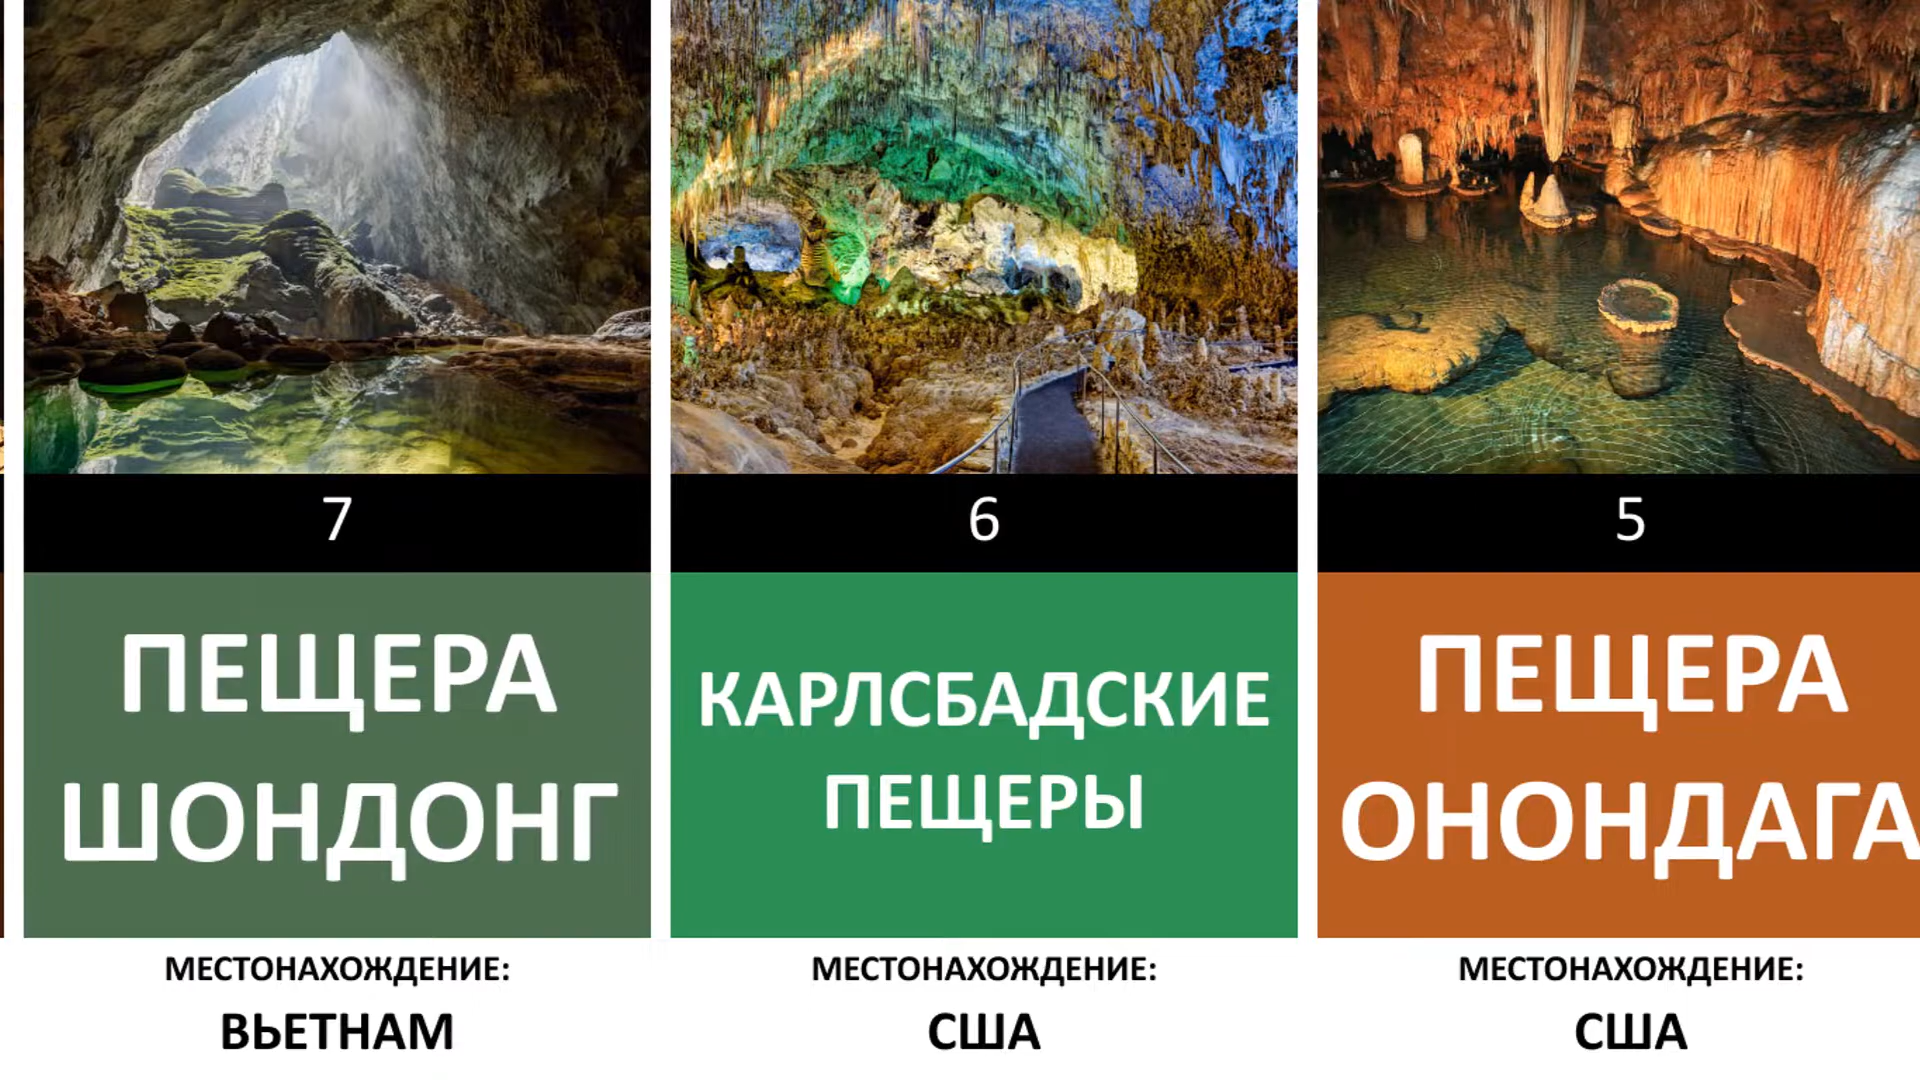 7
ПЕЩЕРА
ШОНДОНГ
МЕСТОНАХОЖДЕНИЕ:
ВЬЕТНАМ
6
КАРЛСБАДСКИЕ
ПЕЩЕРЫ
МЕСТОНАХОЖДЕНИЕ:
США
5
ПЕЩЕРА
ОНОНДАГА
МЕСТОНАХОЖДЕНИЕ:
США